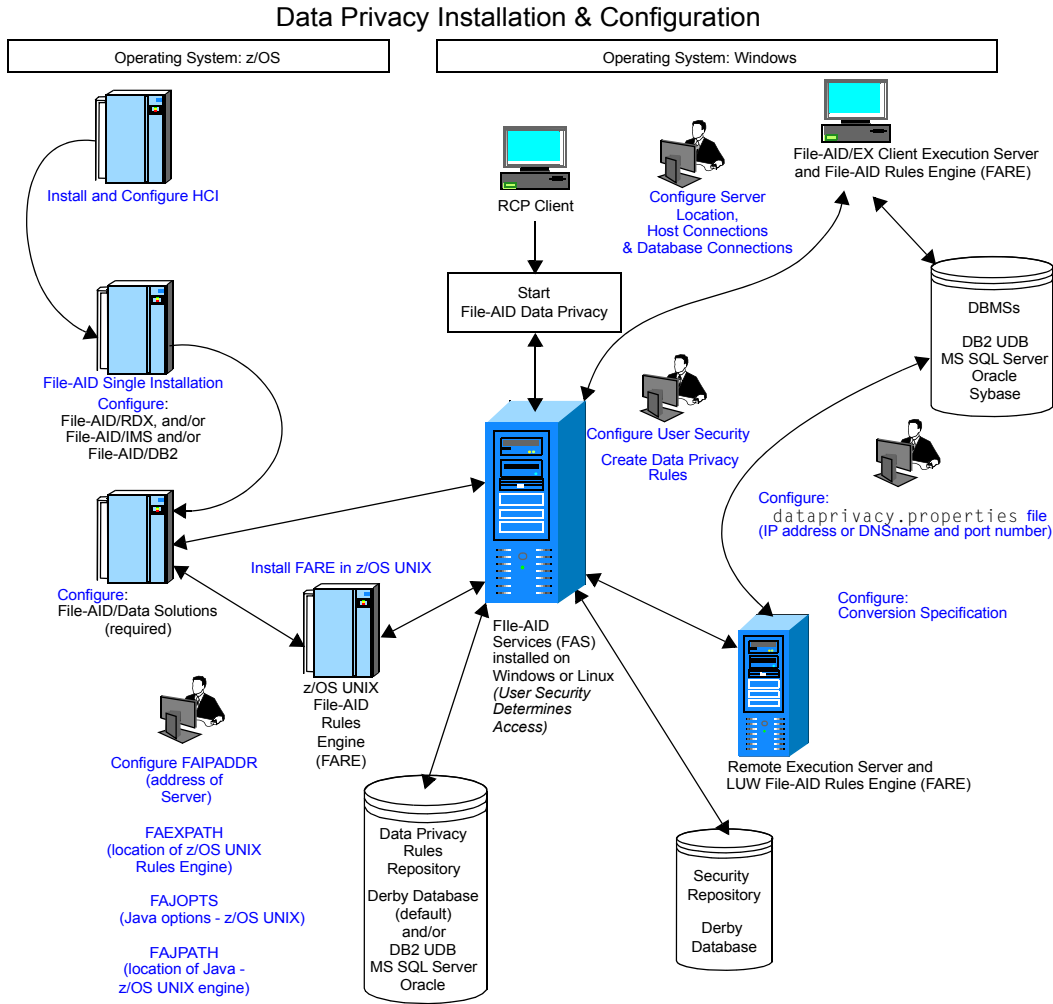 Data Privacy Installation & Configuration
Operating System: z/OS
Operating System: Windows
Install and Configure HCI
RCP Client
Configure Server
Location,
Host Connections
& Database Connections
File-AID/EX Client Execution Server
and File-AID Rules Engine (FARE)
Start
File-AID Data Privacy
DBMSs
DB2 UDB
MS SQL Server
Oracle
Sybase
File-AID Single Installation
Configure:
File-AID/RDX, and/or
File-AID/IMS and/or
File-AID/DB2
Configure User Security
Create Data Privacy
Rules
Configure:
dataprivacy.properties file
(IP address or DNSname and port number)
Install FARE in z/OS UNIX
Configure:
File-AID/Data Solutions
(required)
Configure:
Conversion Specification
FIle-AID
Services (FAS)
installed on
Windows or Linux
(User Security
Determines
Access)
z/OS UNIX
File-AID
Rules
Engine
(FARE)
Remote Execution Server and
LUW File-AID Rules Engine (FARE)
Configure FAIPADDR
(address of
Server)
FAEXPATH
(location of z/OS UNIX
Rules Engine)
FAJOPTS
(Java options - z/OS UNIX)
FAJPATH
(location of Java -
z/OS UNIX engine)
Data Privacy
Rules
Repository
Derby Database
(default)
and/or
DB2 UDB
MS SQL Server
Oracle
Security
Repository
Derby
Database